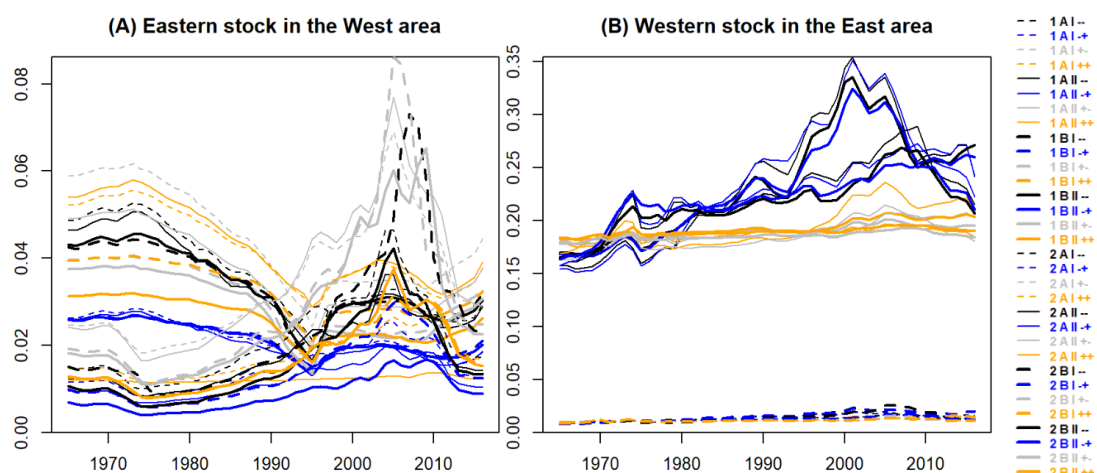 (A) Eastern stock in the West area
(B) Western stock in the East area
0.00
0.02
0.04
0.06
0.08
1970
1980
1990
2000
2010
0.00
0.05
0.10
0.15
0.20
0.25
0.30
0.35
1970
1980
1990
2000
2010
1 A I --
1 A I -+
1 A I +-
1 A I ++
1 A II --
1 A II -+
1 A II +-
1 A II ++
1 B I --
1 B I -+
1 B I +-
1 B I ++
1 B II --
1 B II -+
1 B II +-
1 B II ++
2 A I --
2 A I -+
2 A I +-
2 A I ++
2 A II --
2 A II -+
2 A II +-
2 A II ++
2 B I --
2 B I -+
2 B I +-
2 B I ++
2 B II --
2 B II -+
2 B II +-
2 B II ++